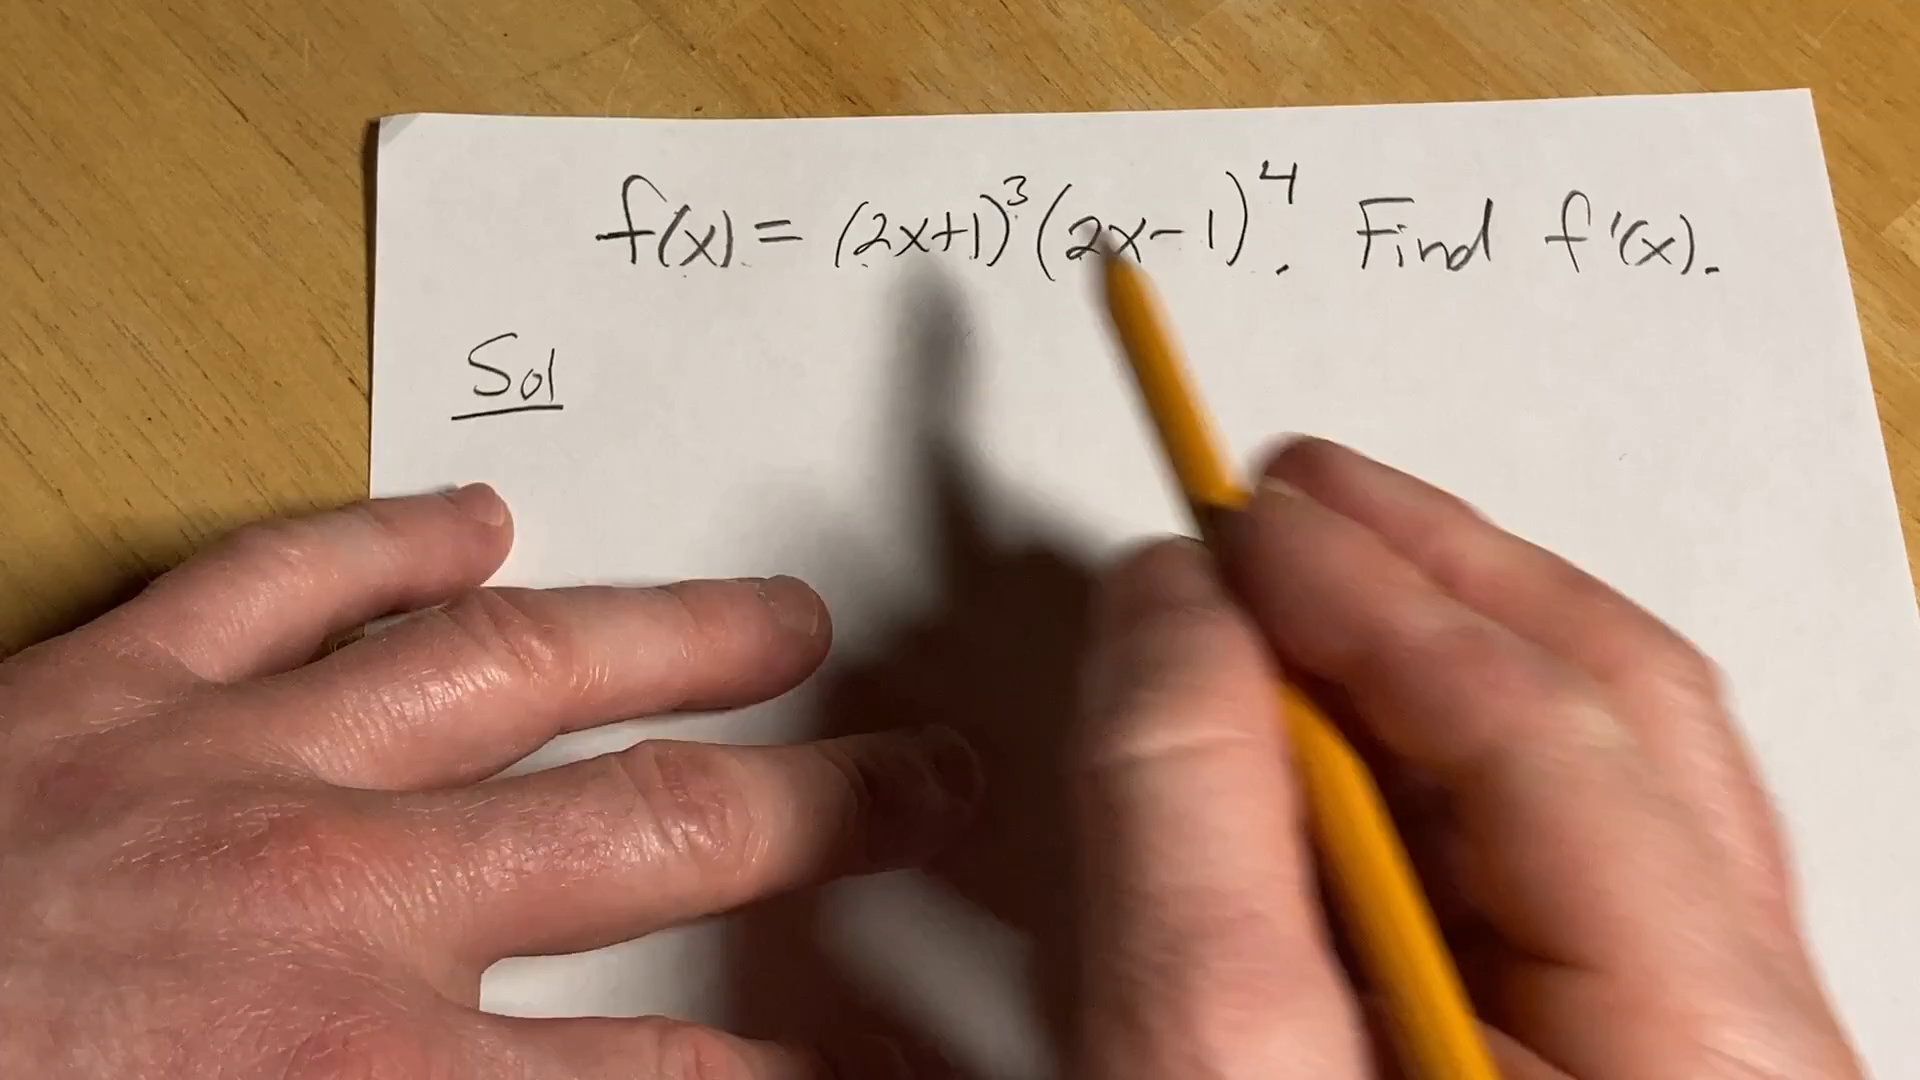 f(x) = (2x+1)³(2x-1)⁴. Find f'(x).
Sol